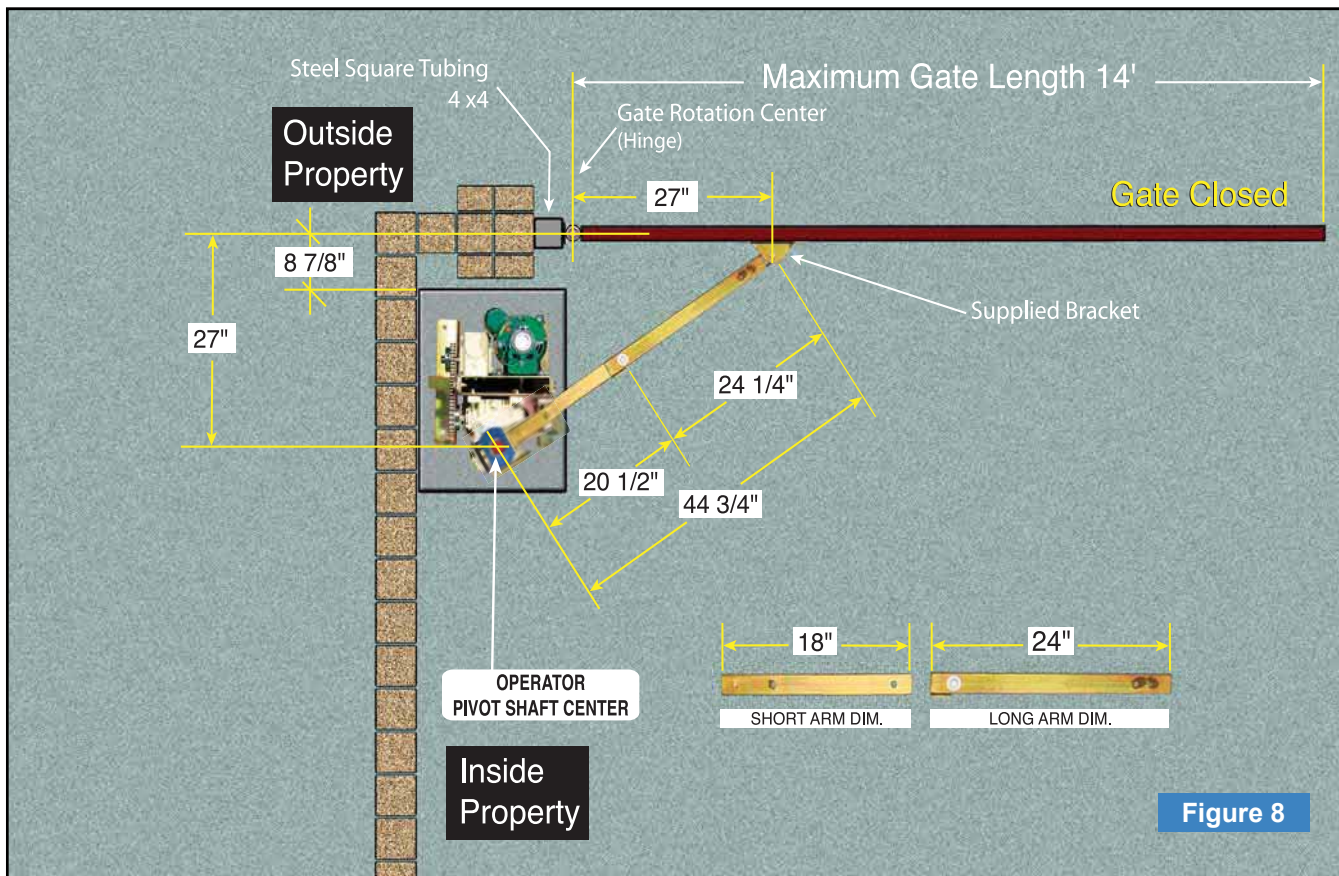 Steel Square Tubing
4 x4
Maximum Gate Length 14'
Gate Rotation Center
(Hinge)
Outside
Property
27"
Gate Closed
8 7/8"
27"
Supplied Bracket
24 1/4"
20 1/2"
44 3/4"
18"
24"
OPERATOR
PIVOT SHAFT CENTER
SHORT ARM DIM.
LONG ARM DIM.
Inside
Property
Figure 8